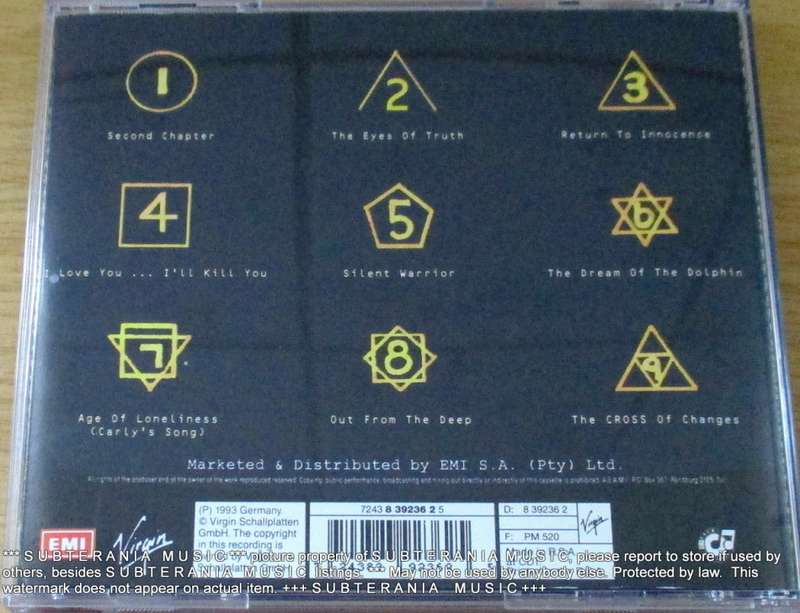 1
2
3
Second Chapter
The Eyes Of Truth
Return To Innocense
4
5
6
I Love You ... I'll Kill You
Silent Warrior
The Dream Of The Dolphin
7
8
9
Age Of Loneliness
(Carly's Song)
Out From The Deep
The CROSS Of Changes
Marketed & Distributed by EMI S.A. (Pty) Ltd.
EMI
Virgin
(P) 1993 Germany.
© Virgin Schallplatten
GmbH. The copyright
in this recording is
7243 8 39236 2 5
D: 8 39236 2
F: PM 520
Virgin
*** S U B T E R A N I A M U S I C *** picture property of S U B T E R A N I A M U S I C, please report to store if used by
others, besides S U B T E R A N I A M U S I C listings. May not be used by anybody else. Protected by law. This
watermark does not appear on actual item. +++ S U B T E R A N I A M U S I C +++